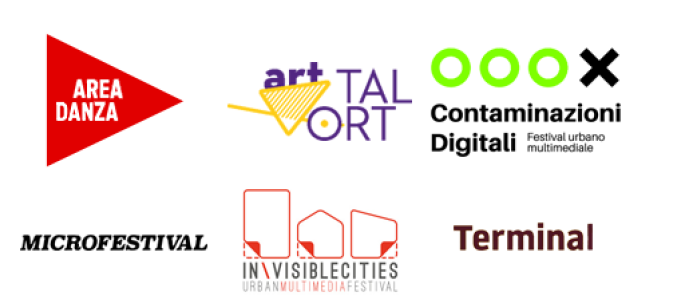 AREA
DANZA
art TAL
ORT
Contaminazioni
Digitali Festival urbano
multimediale
MICROFESTIVAL
IN\VISIBLECITIES
URBANMULTIMEDIAFESTIVAL
Terminal